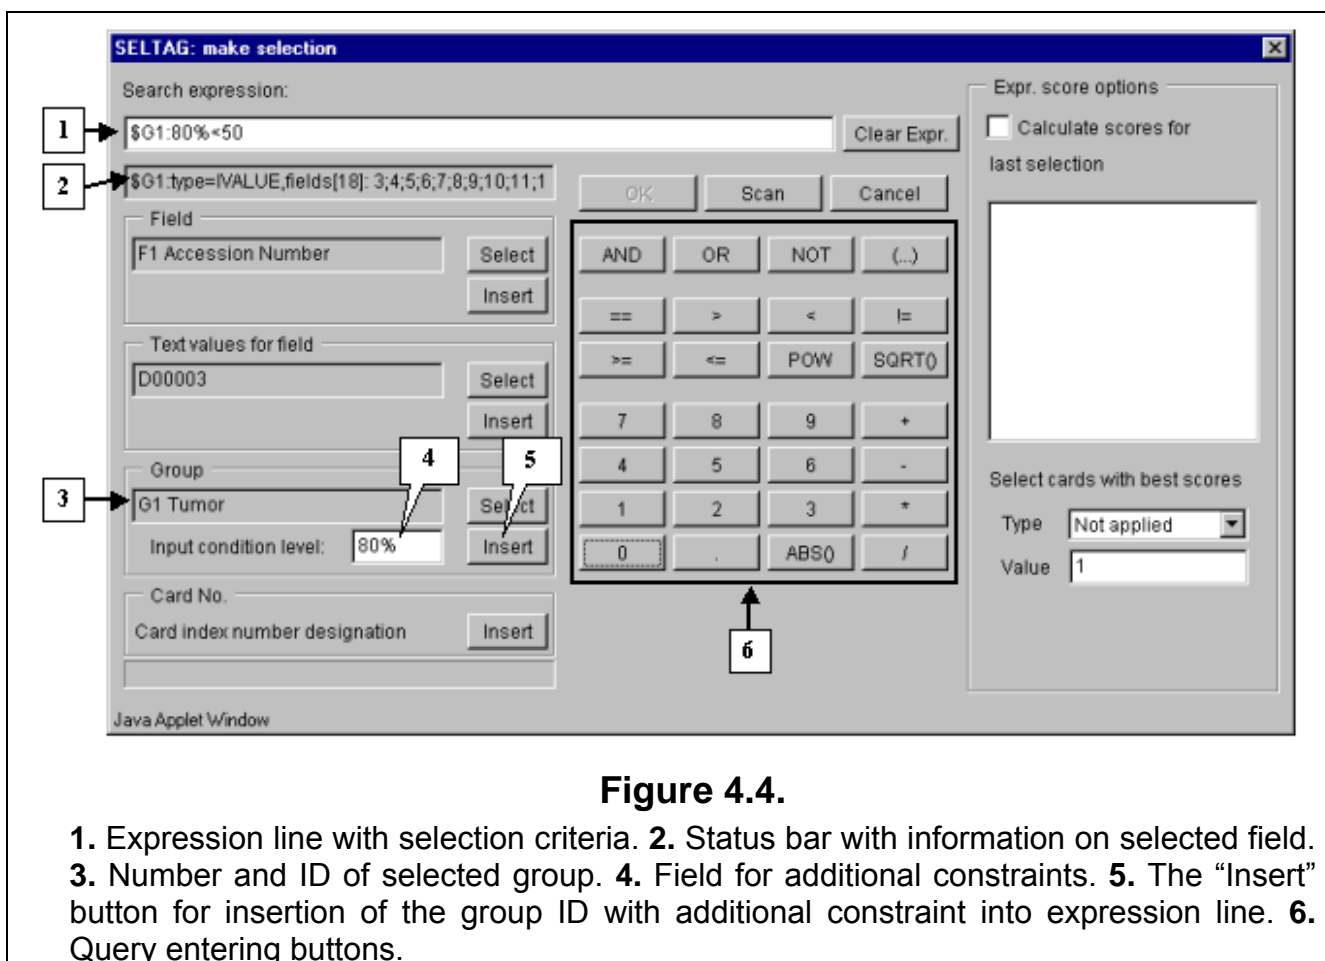 SELTAG: make selection
Search expression:
1
$G1:80%<50
Clear Expr.
2
$G1:type=IVALUE,fields[18]: 3;4;5;6;7;8;9;10;11;1
OK
Scan
Cancel
Field
F1 Accession Number
Select
Insert
Text values for field
D00003
Select
Insert
4
5
Group
3
G1 Tumor
Select
Input condition level:
80%
Insert
Card No.
Card index number designation
Insert
AND OR NOT (...)
== > < !=
>= <= POW SQRT()
7 8 9 +
4 5 6 -
1 2 3 *
0 . ABS() /
6
Expr. score options
Calculate scores for
last selection
Select cards with best scores
Type Not applied
Value 1
Java Applet Window
Figure 4.4.
1. Expression line with selection criteria. 2. Status bar with information on selected field.
3. Number and ID of selected group. 4. Field for additional constraints. 5. The “Insert”
button for insertion of the group ID with additional constraint into expression line. 6.
Query entering buttons.